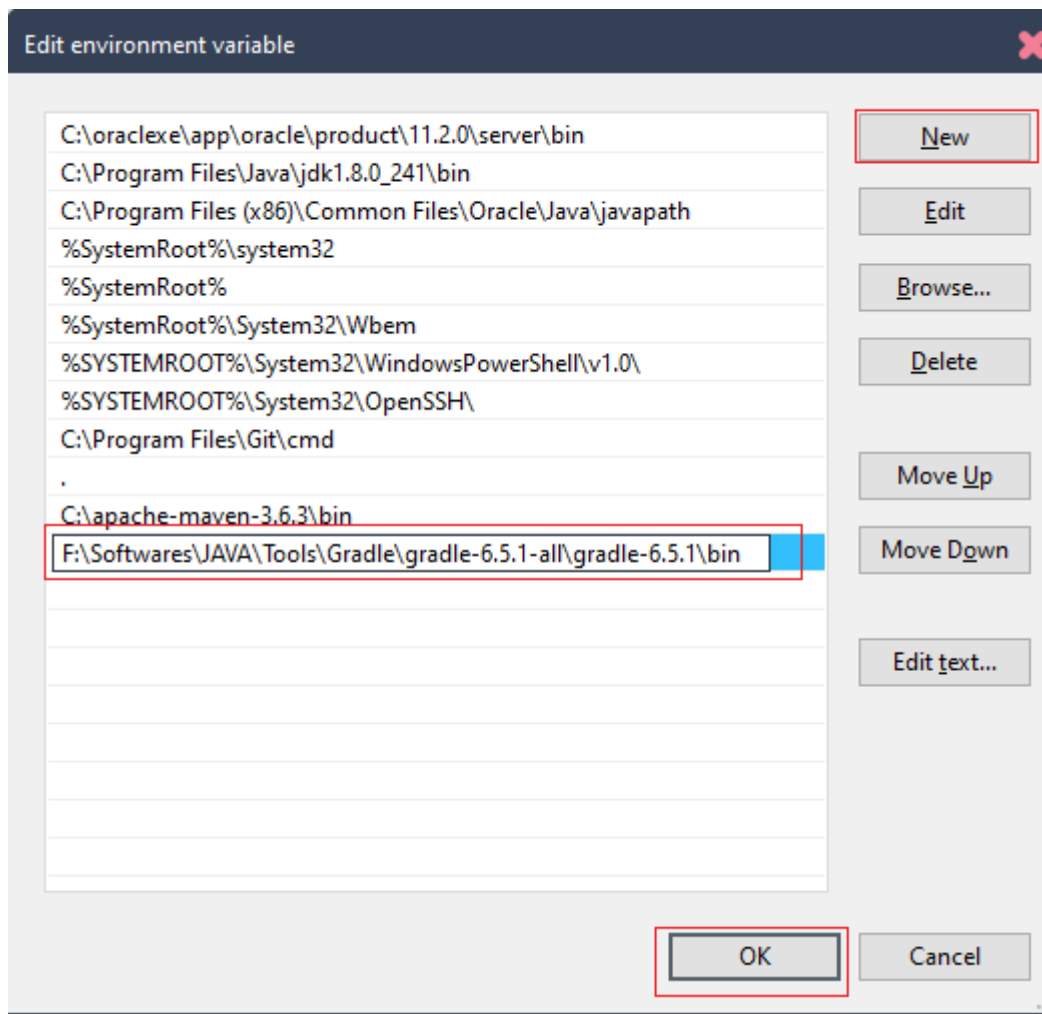 Edit environment variable
C:\oraclexe\app\oracle\product\11.2.0\server\bin
C:\Program Files\Java\jdk1.8.0_241\bin
C:\Program Files (x86)\Common Files\Oracle\Java\javapath
%SystemRoot%\system32
%SystemRoot%
%SystemRoot%\System32\Wbem
%SYSTEMROOT%\System32\WindowsPowerShell\v1.0\
%SYSTEMROOT%\System32\OpenSSH\
C:\Program Files\Git\cmd
.
C:\apache-maven-3.6.3\bin
F:\Softwares\JAVA\Tools\Gradle\gradle-6.5.1-all\gradle-6.5.1\bin
New
Edit
Browse...
Delete
Move Up
Move Down
Edit text...
OK
Cancel